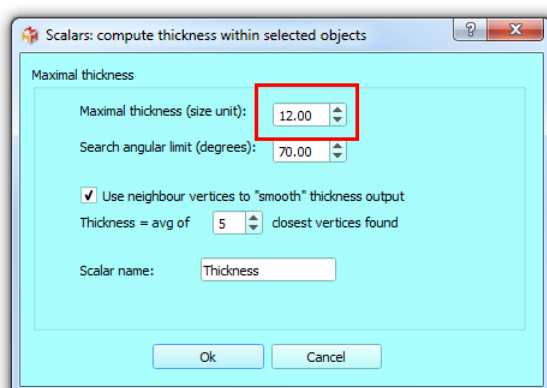 Scalars: compute thickness within selected objects
Maximal thickness
Maximal thickness (size unit): 12.00
Search angular limit (degrees): 70.00
Use neighbour vertices to "smooth" thickness output
Thickness = avg of 5 closest vertices found
Scalar name: Thickness
Ok Cancel